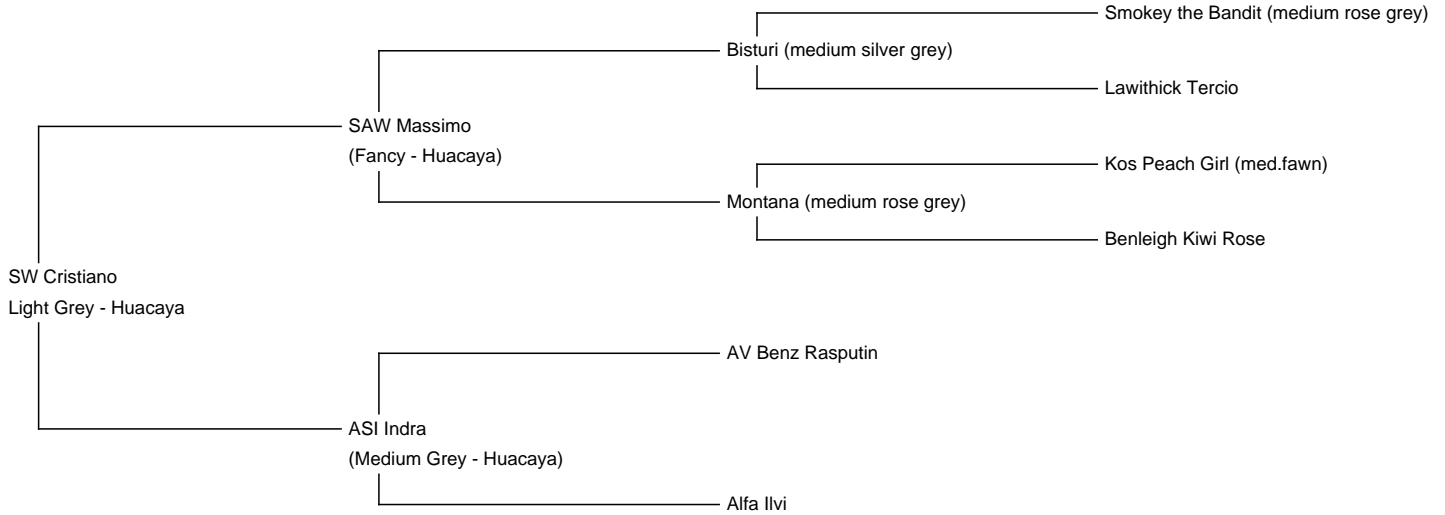 Smokey the Bandit (medium rose grey)
Bisturi (medium silver grey)
Lawithick Tercio
SAW Massimo
(Fancy - Huacaya)
Kos Peach Girl (med.fawn)
Montana (medium rose grey)
Benleigh Kiwi Rose
SW Cristiano
Light Grey - Huacaya
AV Benz Rasputin
ASI Indra
(Medium Grey - Huacaya)
Alfa Ilvi